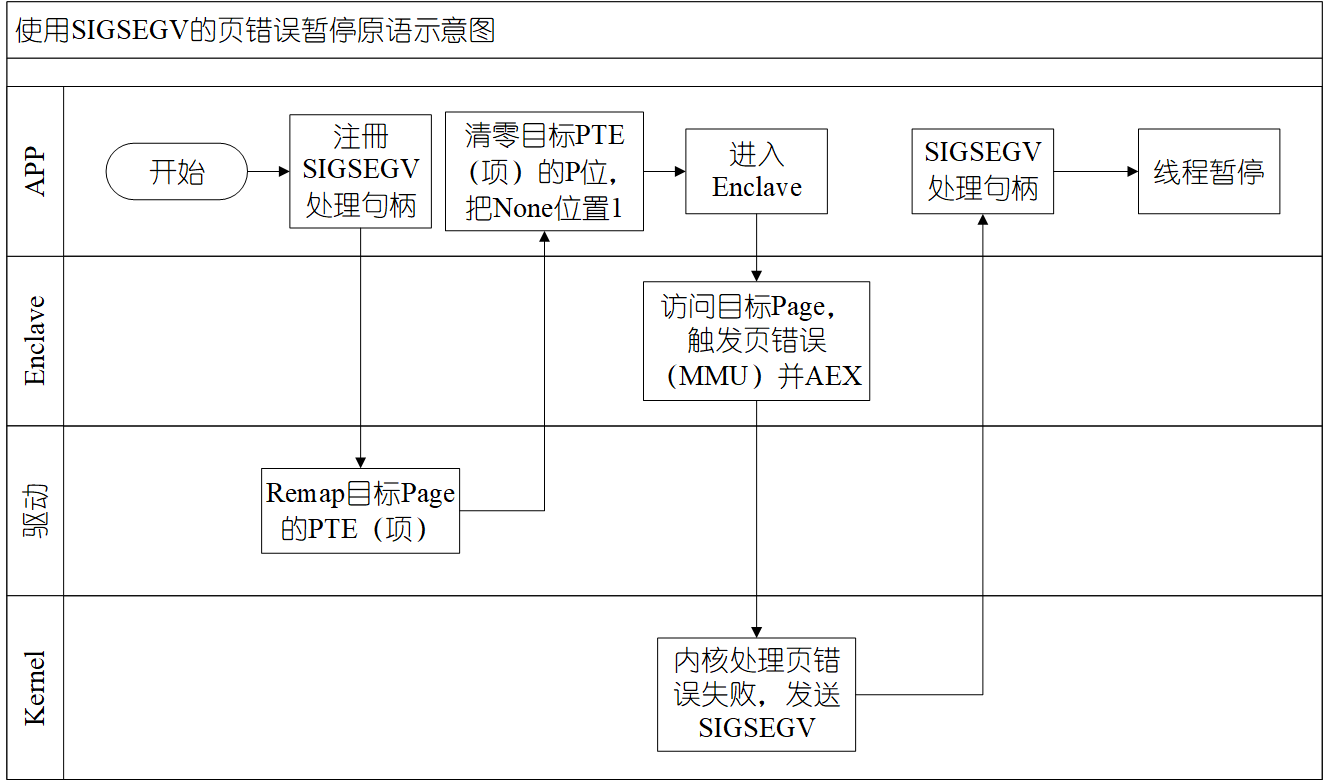 使用SIGSEGV的页错误暂停原语示意图
APP
开始
注册
SIGSEGV
处理句柄
清零目标PTE
（项）的P位，
把None位置1
进入
Enclave
SIGSEGV
处理句柄
线程暂停
Enclave
访问目标Page，
触发页错误
（MMU）并AEX
驱动
Remap目标Page
的PTE（项）
Kernel
内核处理页错
误失败，发送
SIGSEGV